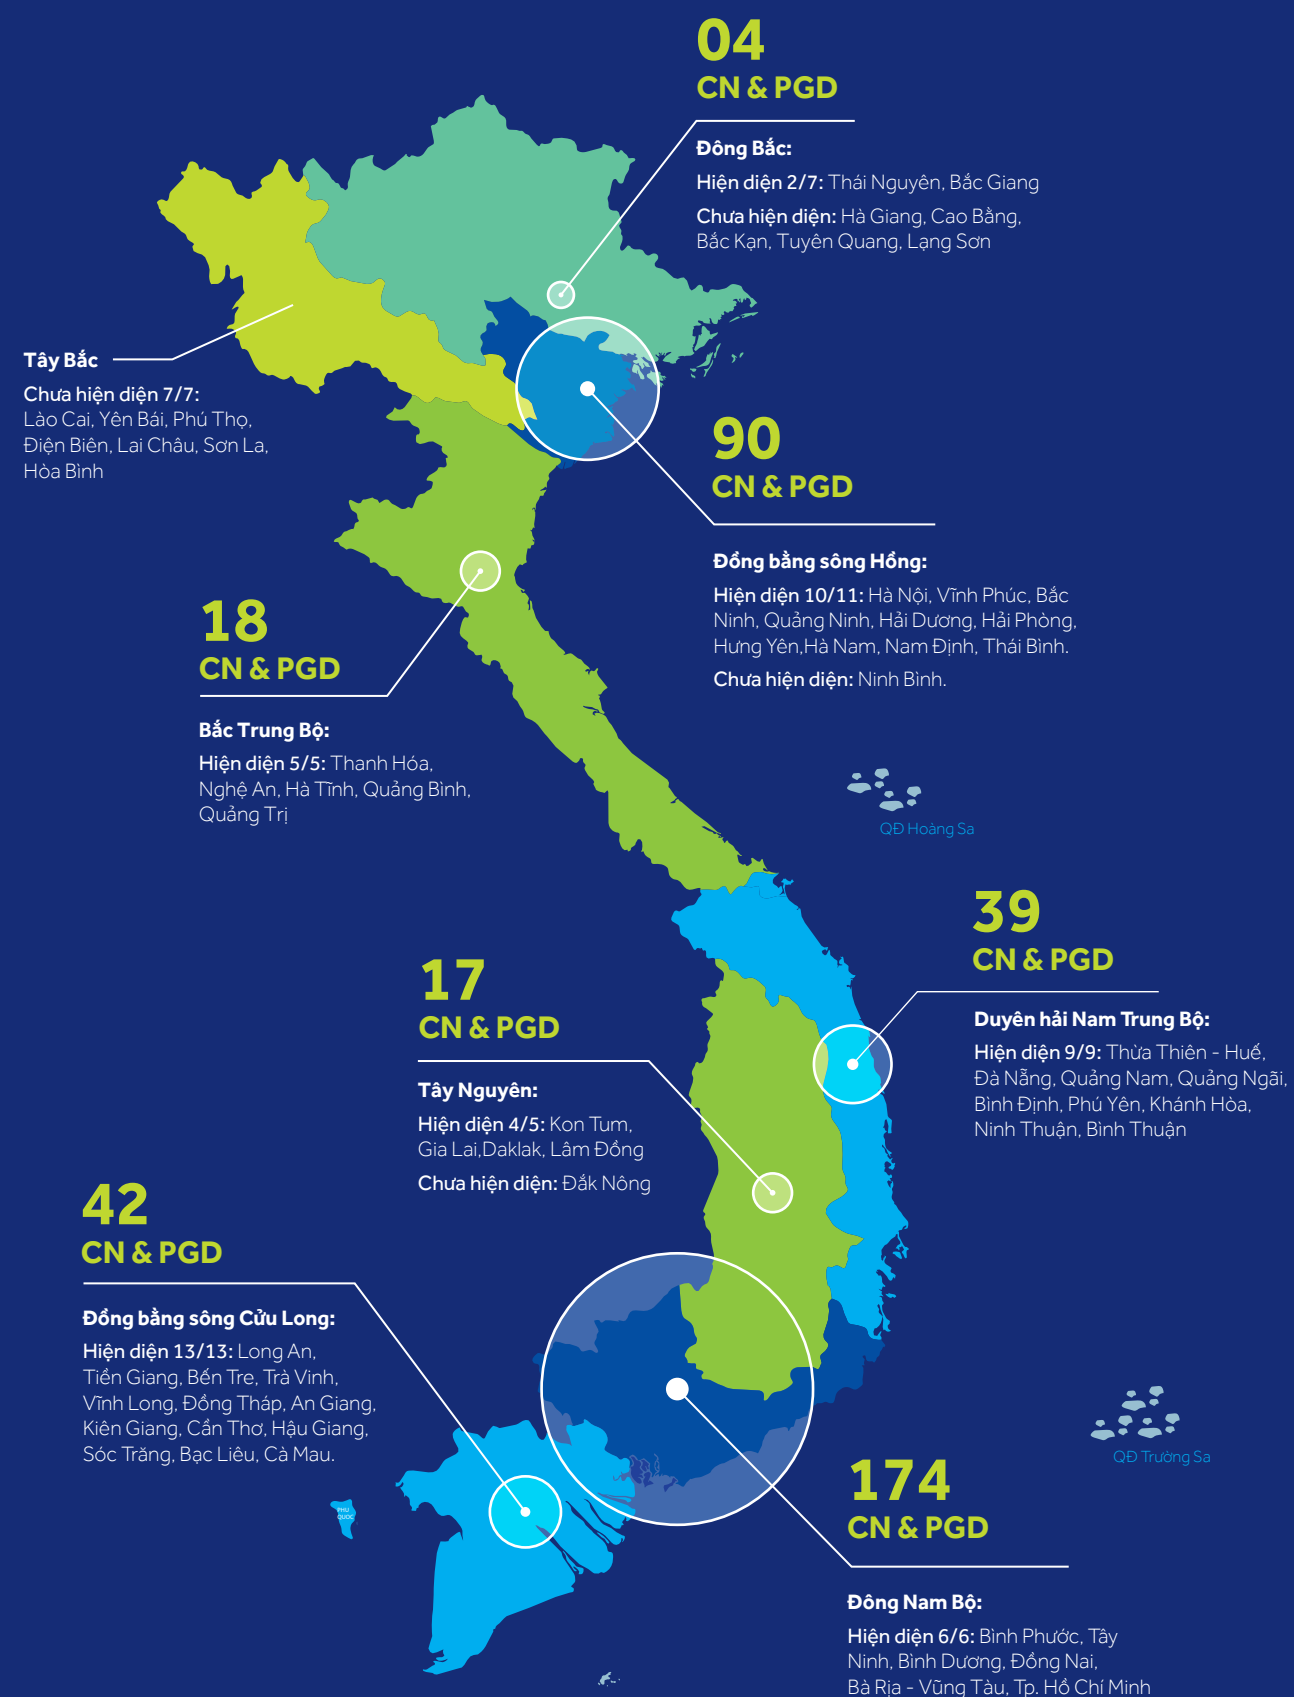 04
CN & PGD
Đông Bắc:
Hiện diện 2/7: Thái Nguyên, Bắc Giang
Chưa hiện diện: Hà Giang, Cao Bằng,
Bắc Kạn, Tuyên Quang, Lạng Sơn
Tây Bắc
Chưa hiện diện 7/7:
Lào Cai, Yên Bái, Phú Thọ,
Điện Biên, Lai Châu, Sơn La,
Hòa Bình
90
CN & PGD
Đồng bằng sông Hồng:
Hiện diện 10/11: Hà Nội, Vĩnh Phúc, Bắc
Ninh, Quảng Ninh, Hải Dương, Hải Phòng,
Hưng Yên,Hà Nam, Nam Định, Thái Bình.
Chưa hiện diện: Ninh Bình.
18
CN & PGD
Bắc Trung Bộ:
Hiện diện 5/5: Thanh Hóa,
Nghệ An, Hà Tĩnh, Quảng Bình,
Quảng Trị
QĐ Hoàng Sa
39
CN & PGD
Duyên hải Nam Trung Bộ:
Hiện diện 9/9: Thừa Thiên - Huế,
Đà Nẵng, Quảng Nam, Quảng Ngãi,
Bình Định, Phú Yên, Khánh Hòa,
Ninh Thuận, Bình Thuận
17
CN & PGD
Tây Nguyên:
Hiện diện 4/5: Kon Tum,
Gia Lai,Daklak, Lâm Đồng
Chưa hiện diện: Đắk Nông
42
CN & PGD
Đồng bằng sông Cửu Long:
Hiện diện 13/13: Long An,
Tiền Giang, Bến Tre, Trà Vinh,
Vĩnh Long, Đồng Tháp, An Giang,
Kiên Giang, Cần Thơ, Hậu Giang,
Sóc Trăng, Bạc Liêu, Cà Mau.
PHÚ
QUỐC
QĐ Trường Sa
174
CN & PGD
Đông Nam Bộ:
Hiện diện 6/6: Bình Phước, Tây
Ninh, Bình Dương, Đồng Nai,
Bà Rịa - Vũng Tàu, Tp. Hồ Chí Minh